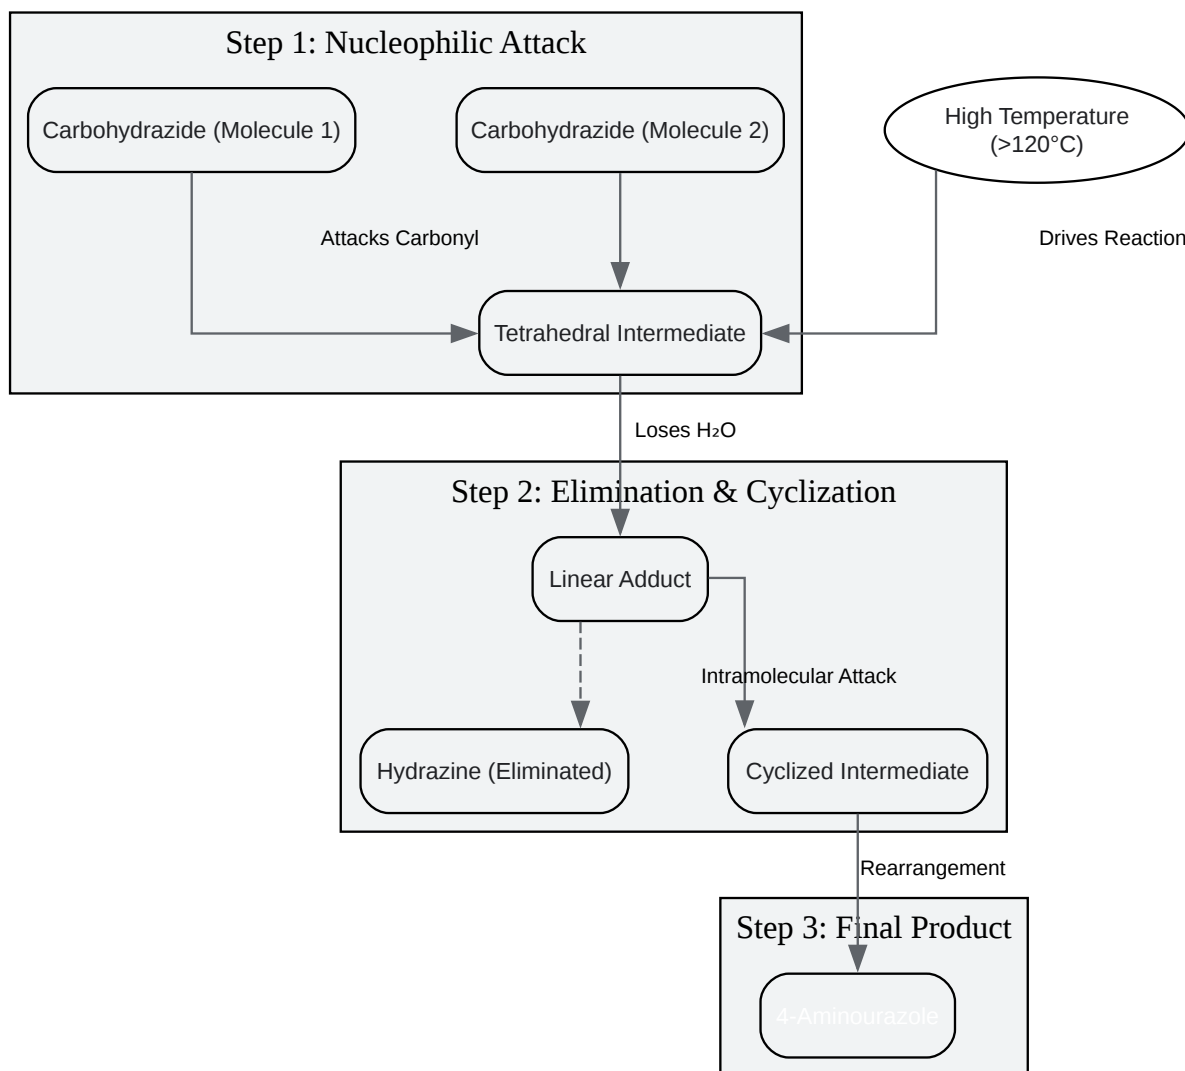 Step 1: Nucleophilic Attack
Carbohydrazide (Molecule 1)
Carbohydrazide (Molecule 2)
High Temperature
(>120°C)
Attacks Carbonyl
Drives Reaction
Tetrahedral Intermediate
Loses H₂O
Step 2: Elimination & Cyclization
Linear Adduct
Intramolecular Attack
Hydrazine (Eliminated)
Cyclized Intermediate
Rearrangement
Step 3: Final Product
4-Aminourazole